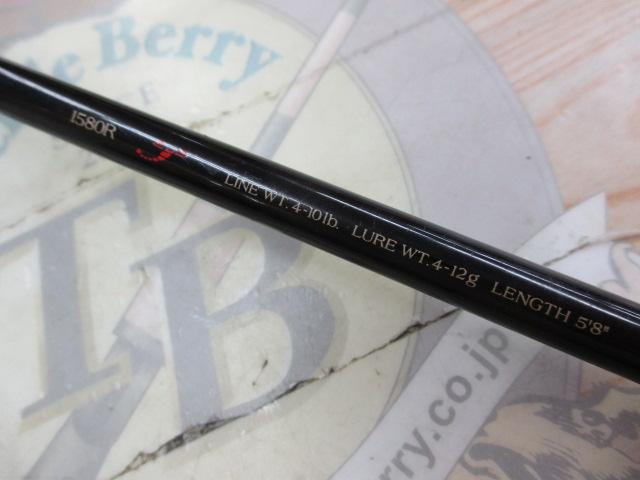 Berry
1580R LINE WT. 4-10lb. LURE WT. 4-12g LENGTH 5'8"
TB
rry.co.jp